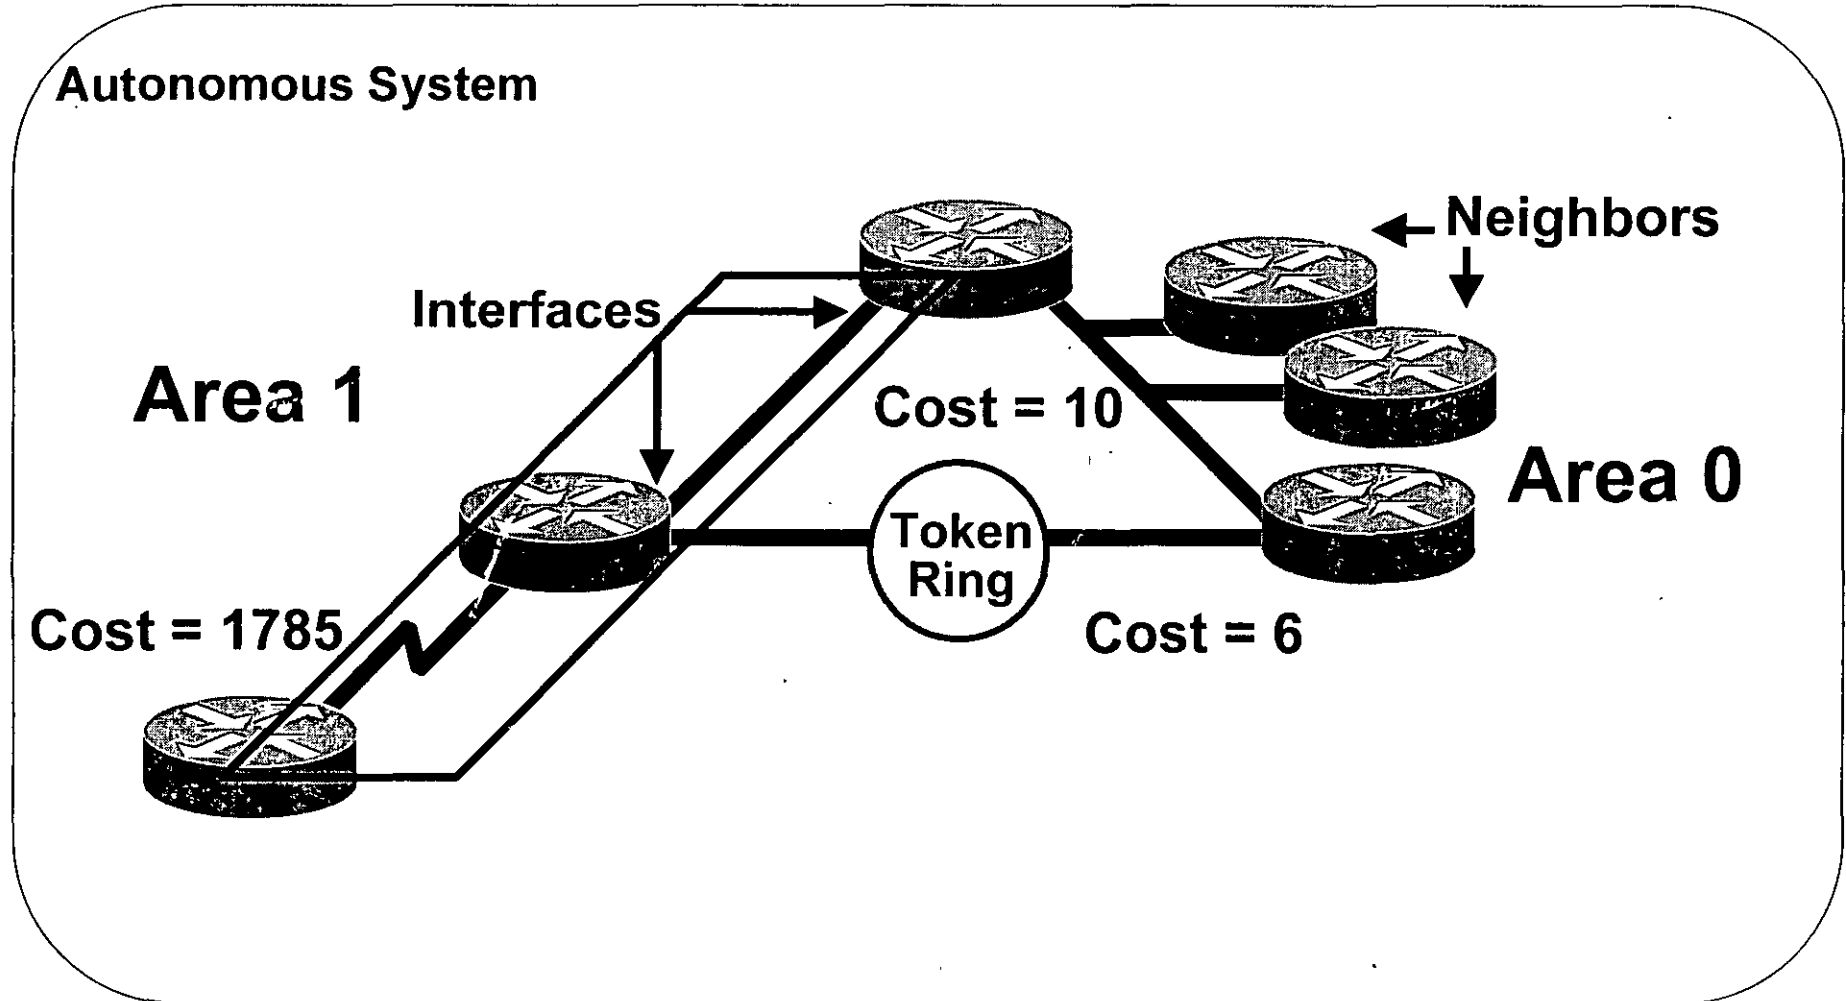 Autonomous System
Neighbors
Interfaces
Area 1
Cost = 10
Area 0
Token
Ring
Cost = 1785
Cost = 6